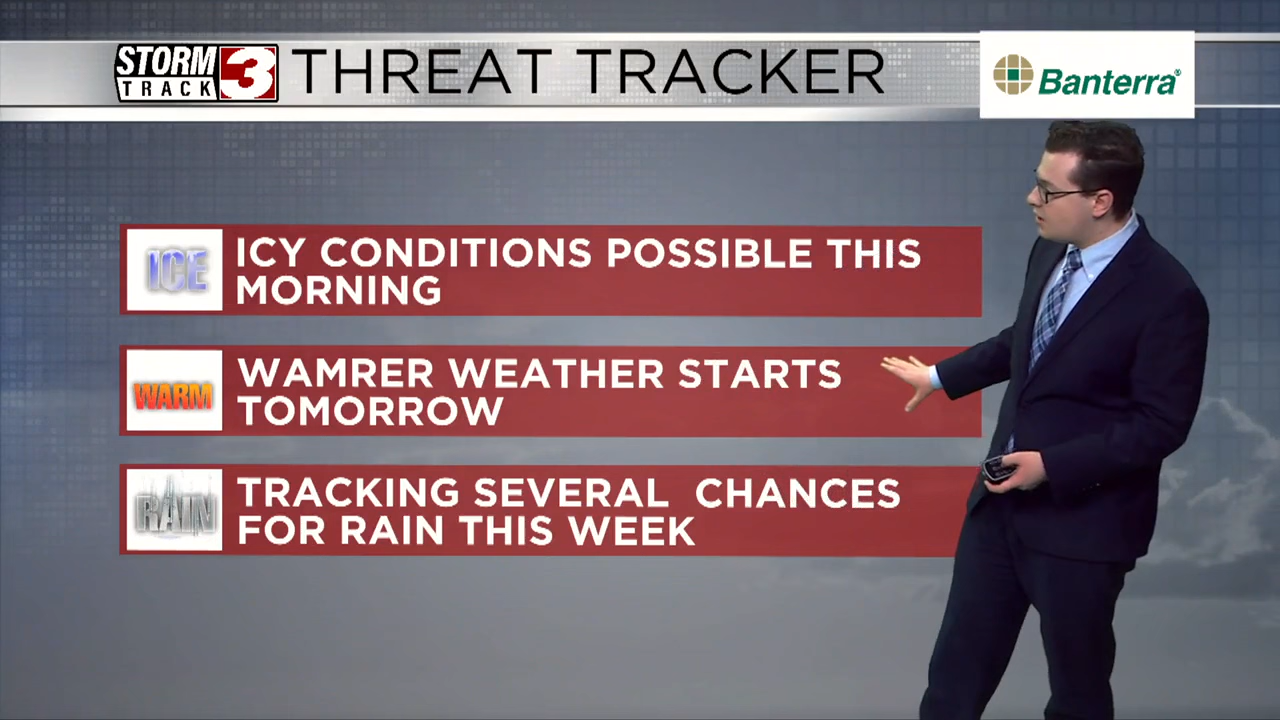 STORM TRACK 3 THREAT TRACKER
Banterra®
ICE
ICY CONDITIONS POSSIBLE THIS
MORNING
WARM
WAMRER WEATHER STARTS
TOMORROW
RAIN
TRACKING SEVERAL  CHANCES
FOR RAIN THIS WEEK